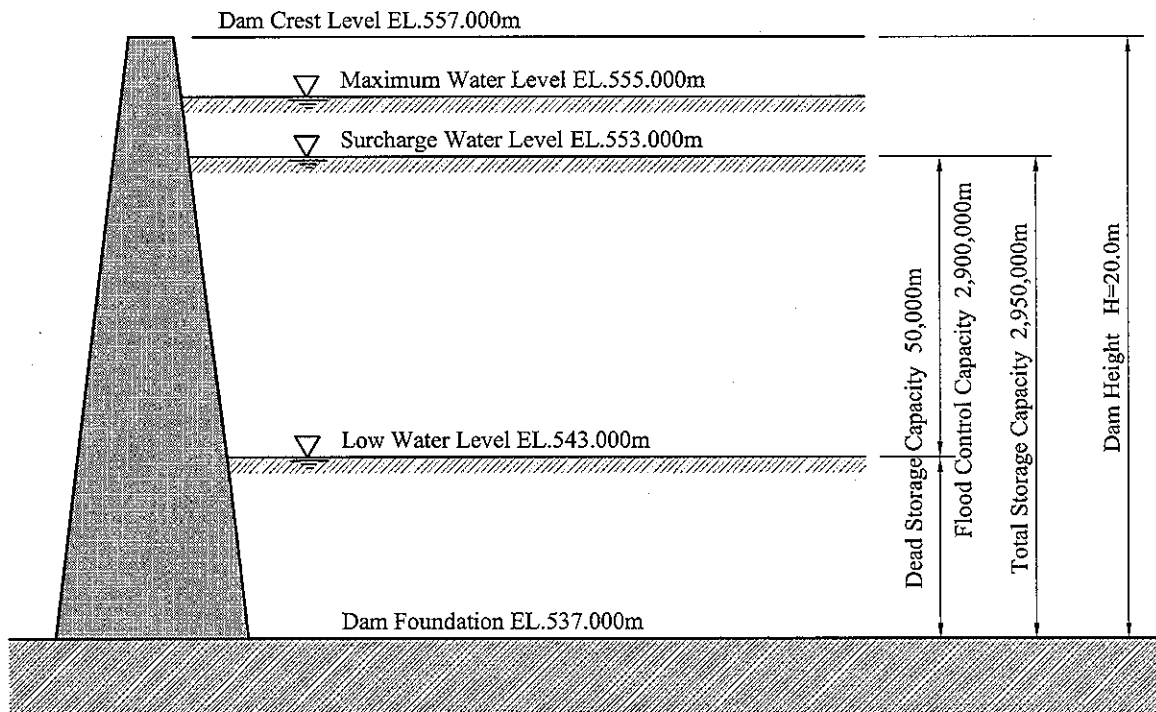 Dam Crest Level EL.557.000m
Maximum Water Level EL.555.000m
Surcharge Water Level EL.553.000m
Low Water Level EL.543.000m
Dam Foundation EL.537.000m
Dead Storage Capacity 50,000m
Flood Control Capacity 2,900,000m
Total Storage Capacity 2,950,000m
Dam Height H=20.0m